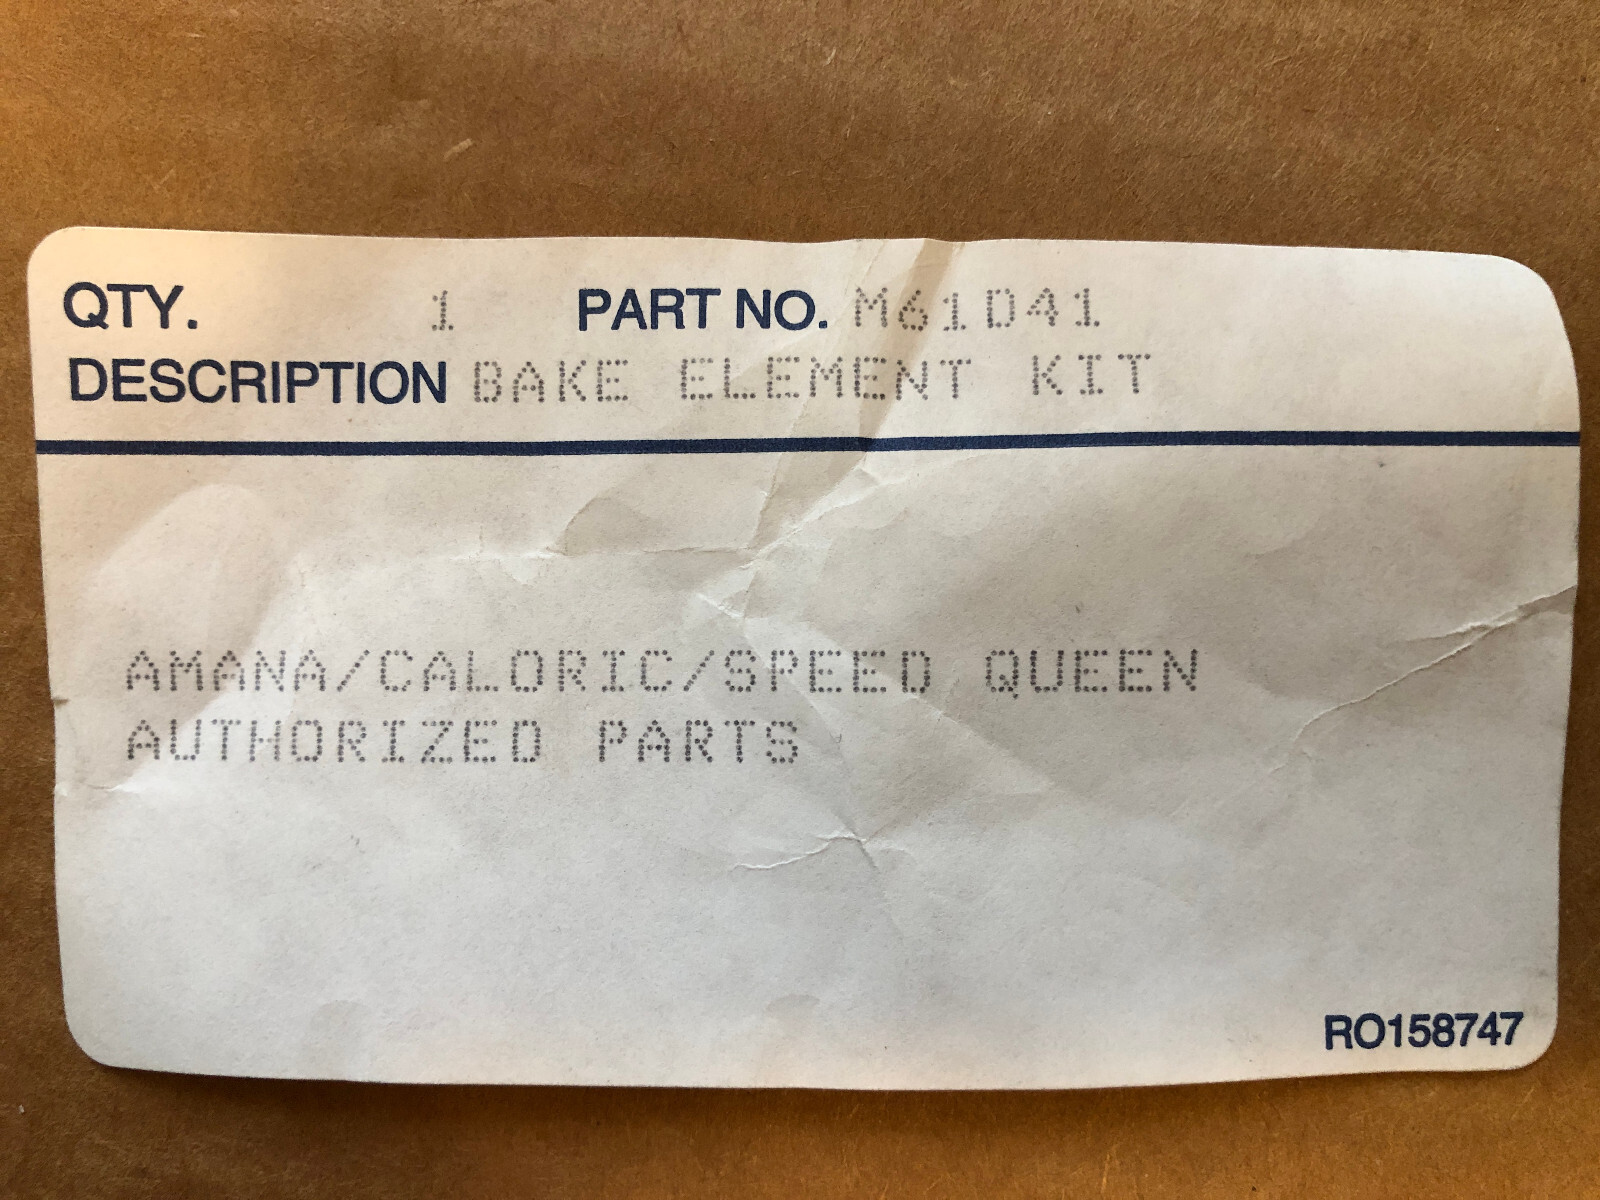 QTY. 1 PART NO. M61D41
DESCRIPTION BAKE ELEMENT KIT
AMANA/CALORIC/SPEED QUEEN
AUTHORIZED PARTS
RO158747